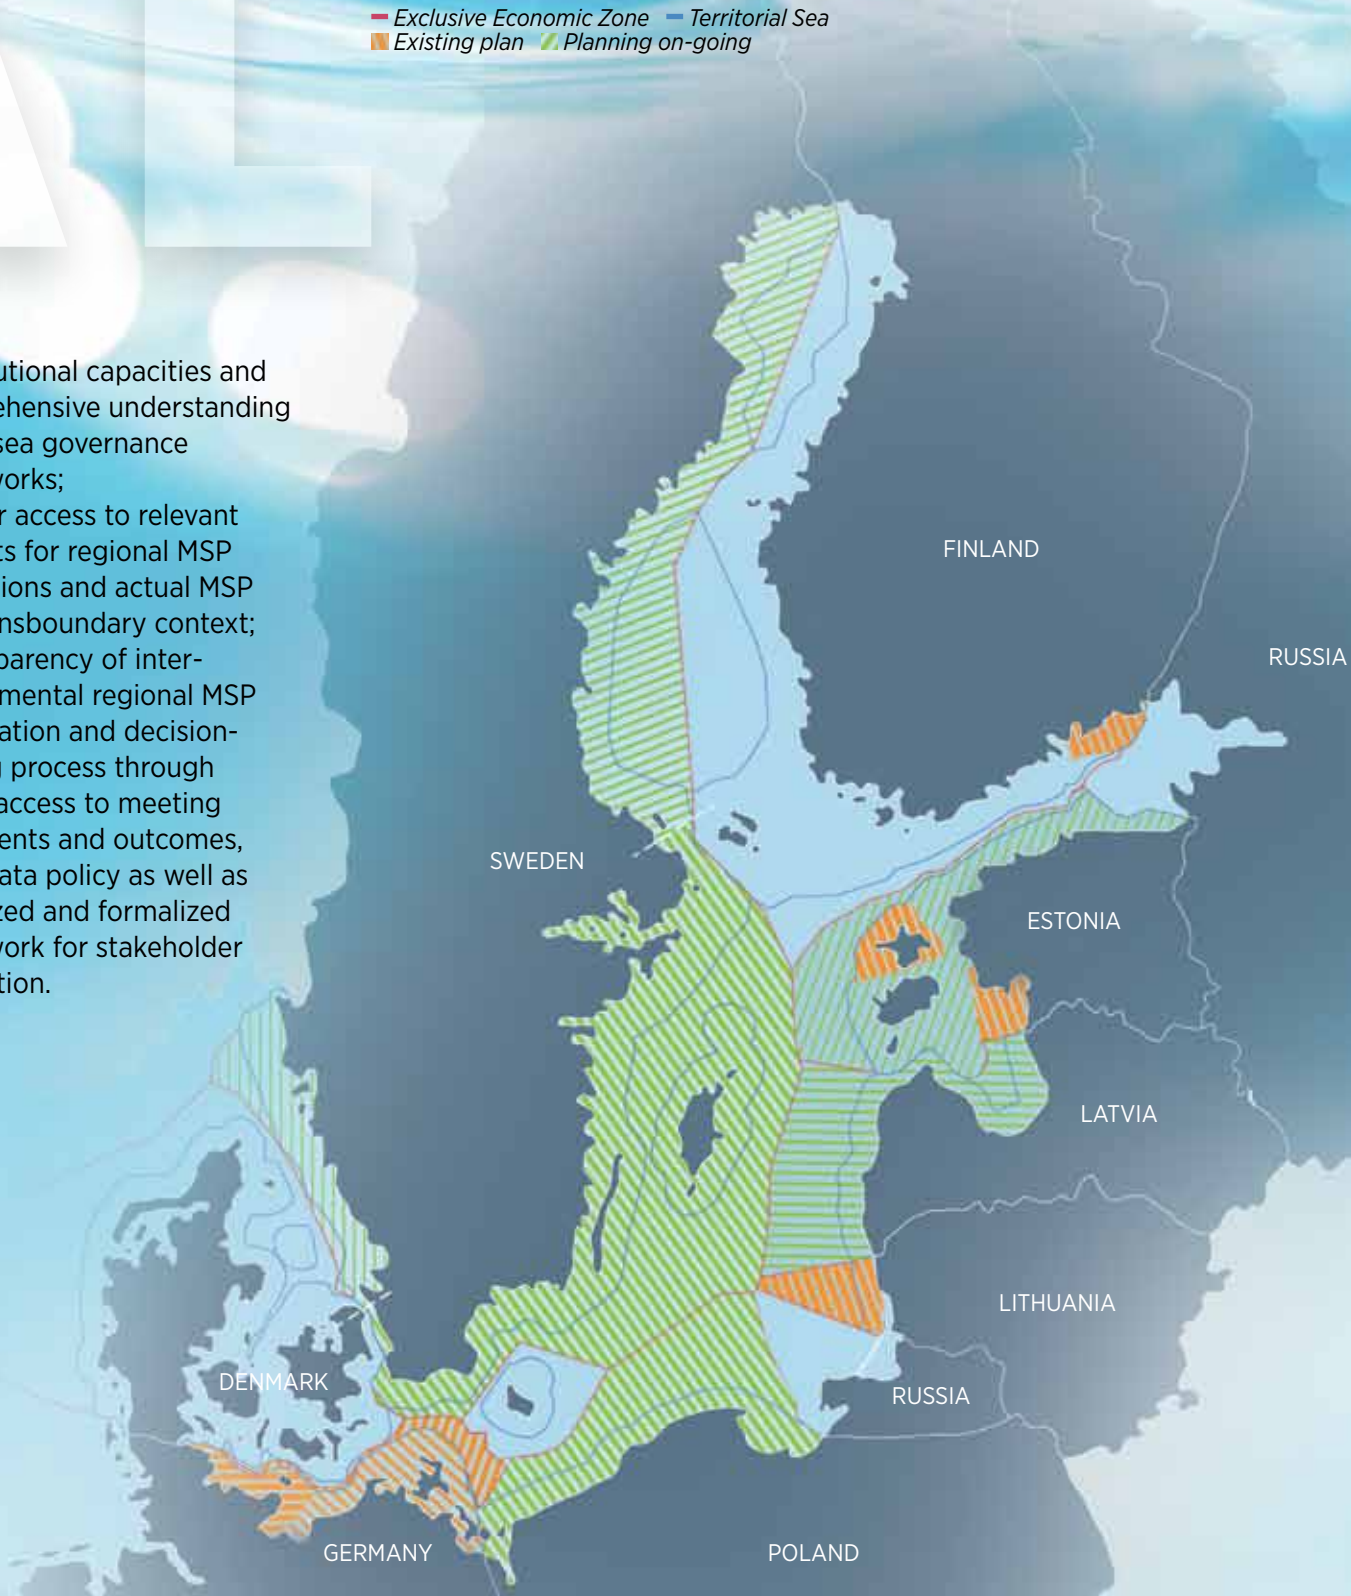 AL
Exclusive Economic Zone Territorial Sea
Existing plan Planning on-going
utional capacities and
ehensive understanding
sea governance
works;
r access to relevant
ts for regional MSP
ions and actual MSP
nsboundary context;
parency of inter-
mental regional MSP
ation and decision-
g process through
access to meeting
ents and outcomes,
ata policy as well as
zed and formalized
work for stakeholder
tion.
FINLAND
RUSSIA
SWEDEN
ESTONIA
LATVIA
LITHUANIA
DENMARK
RUSSIA
GERMANY
POLAND